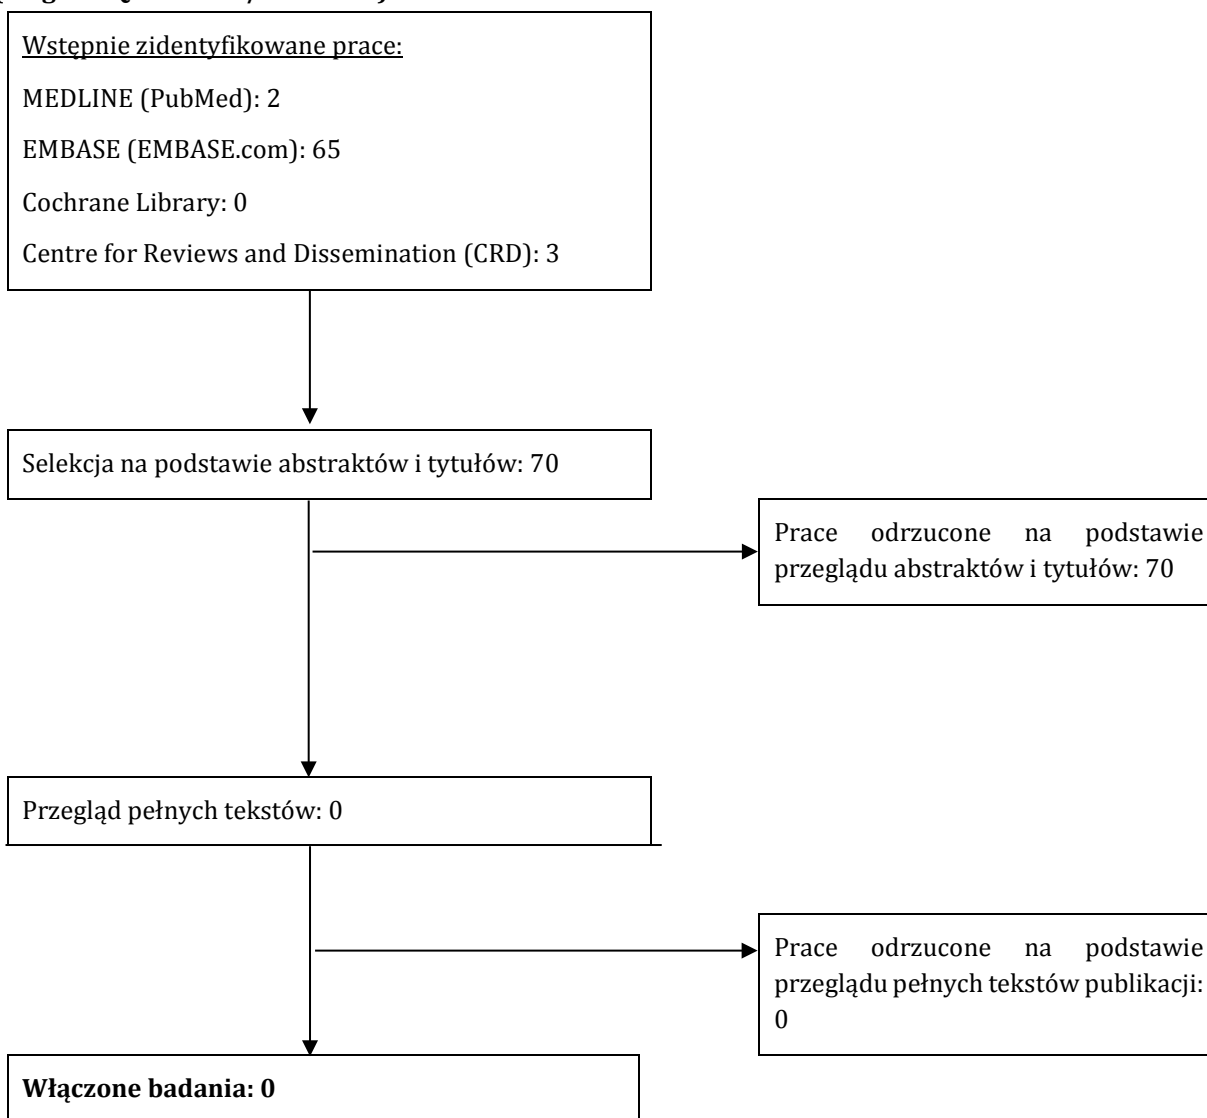 Wstępnie zidentyfikowane prace:
MEDLINE (PubMed): 2
EMBASE (EMBASE.com): 65
Cochrane Library: 0
Centre for Reviews and Dissemination (CRD): 3
Selekcja na podstawie abstraktów i tytułów: 70
Prace odrzucone na podstawie
przeglądu abstraktów i tytułów: 70
Przegląd pełnych tekstów: 0
Prace odrzucone na podstawie
przeglądu pełnych tekstów publikacji:
0
Włączone badania: 0